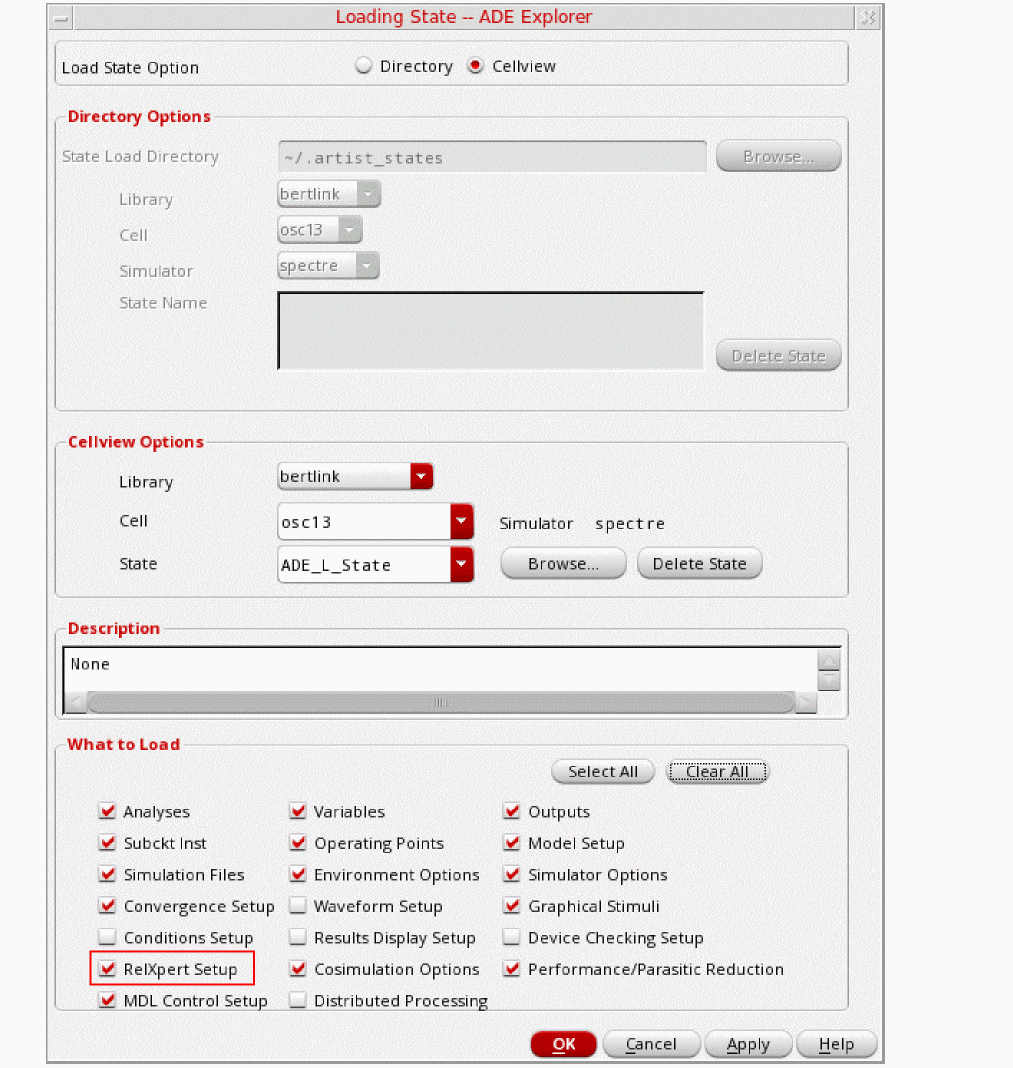 Loading State -- ADE Explorer
Load State Option Directory Cellview
Directory Options
State Load Directory ~/.artist_states Browse...
Library bertlink
Cell osc13
Simulator spectre
State Name
Delete State
Cellview Options
Library bertlink
Cell osc13 Simulator spectre
State ADE_L_State Browse... Delete State
Description
None
What to Load
Select All Clear All
Analyses Variables Outputs
Subckt Inst Operating Points Model Setup
Simulation Files Environment Options Simulator Options
Convergence Setup Waveform Setup Graphical Stimuli
Conditions Setup Results Display Setup Device Checking Setup
RelXpert Setup Cosimulation Options Performance/Parasitic Reduction
MDL Control Setup Distributed Processing
OK Cancel Apply Help